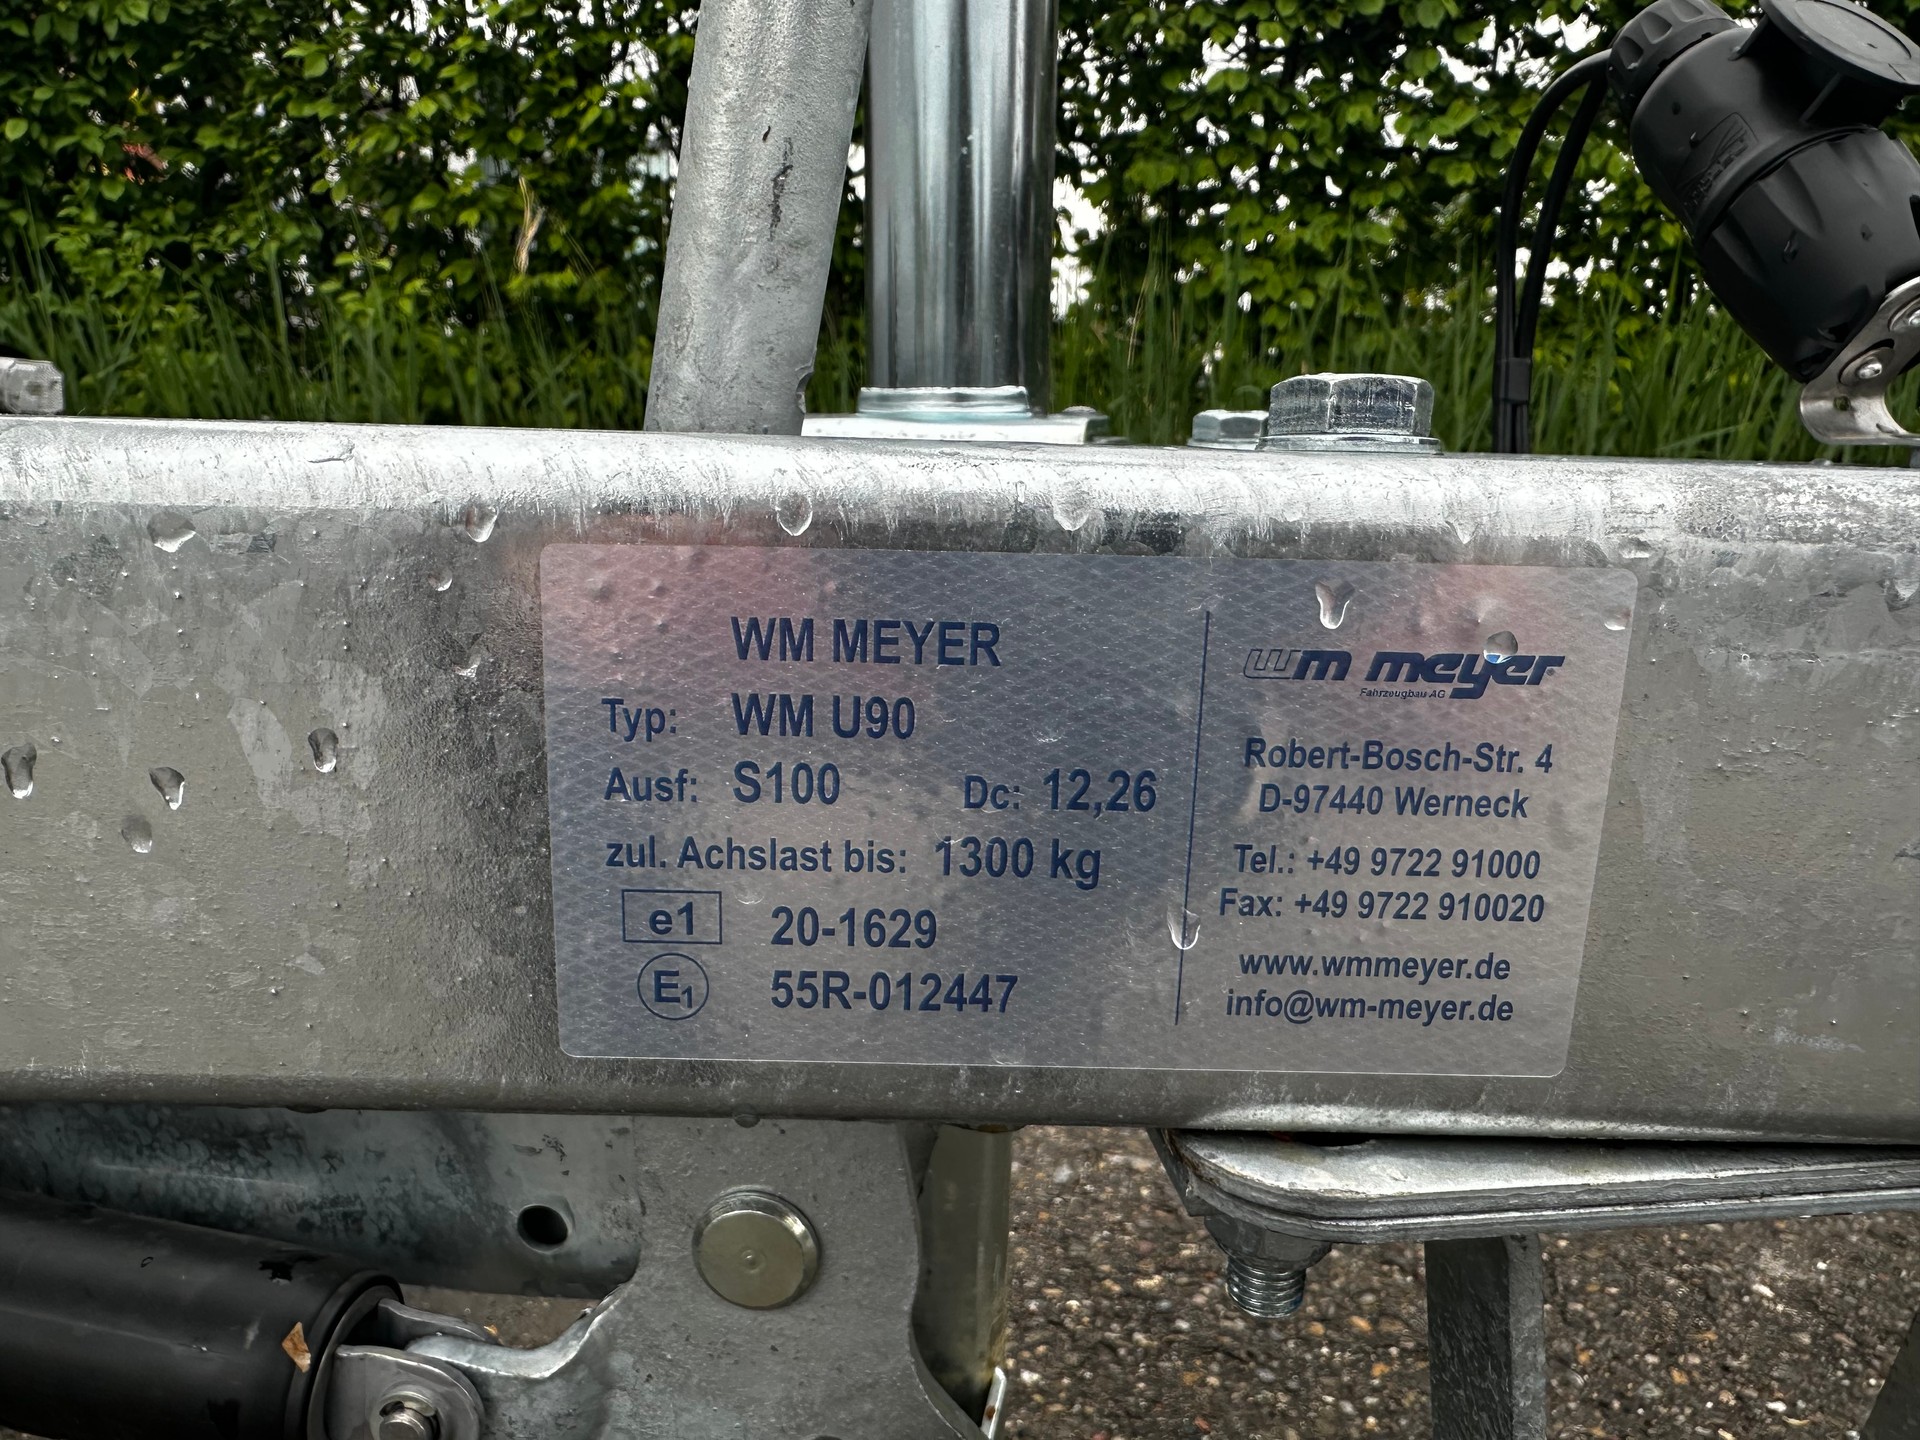 WM MEYER
Typ: WM U90
Ausf: S100 Dc: 12,26
zul. Achslast bis: 1300 kg
e1 20-1629
E1 55R-012447
wm meyer
Fahrzeugbau AG
Robert-Bosch-Str. 4
D-97440 Werneck
Tel.: +49 9722 91000
Fax: +49 9722 910020
www.wmmeyer.de
info@wm-meyer.de